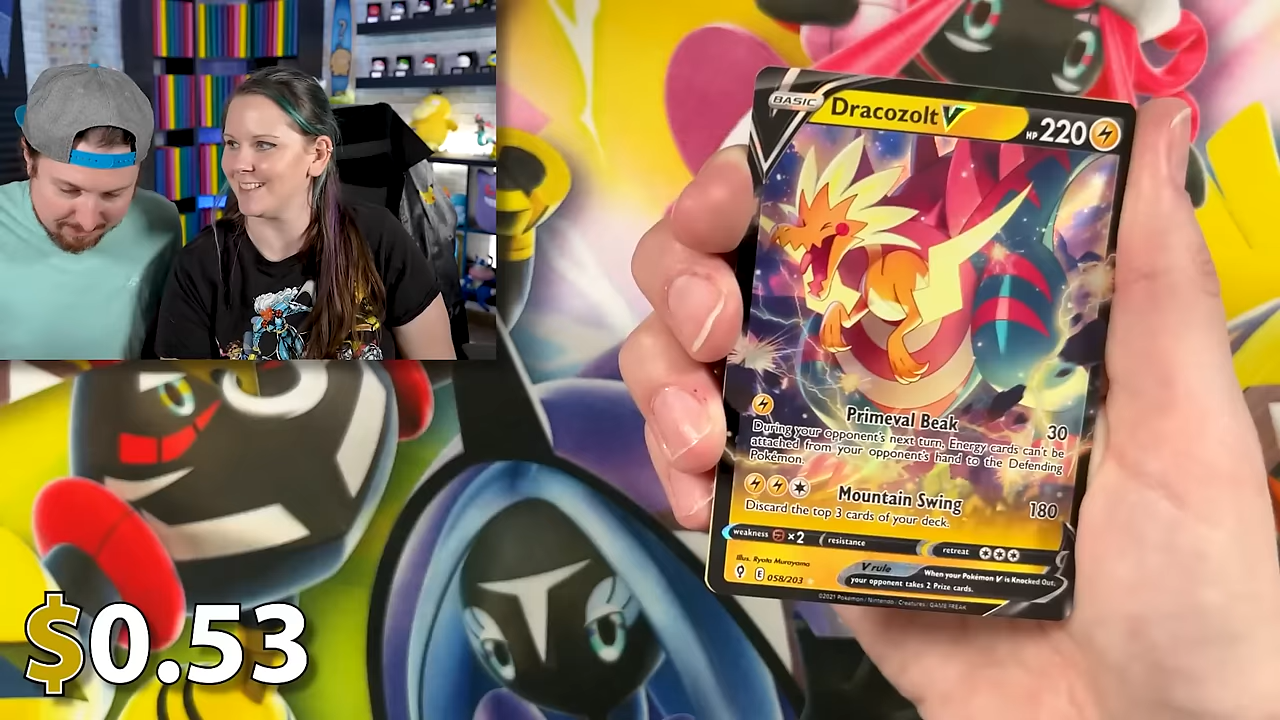 BASIC
Dracozolt V
HP 220
Primeval Beak 30
During your opponent's next turn, Energy cards can't be
attached from your opponent's hand to the Defending
Pokémon.
Mountain Swing 180
Discard the top 3 cards of your deck.
weakness ×2 resistance retreat
Illus. Ryota Murayama
V rule When your Pokémon V is Knocked Out,
your opponent takes 2 Prize cards.
E 058/203
©2021 Pokémon / Nintendo / Creatures / GAME FREAK
$0.53